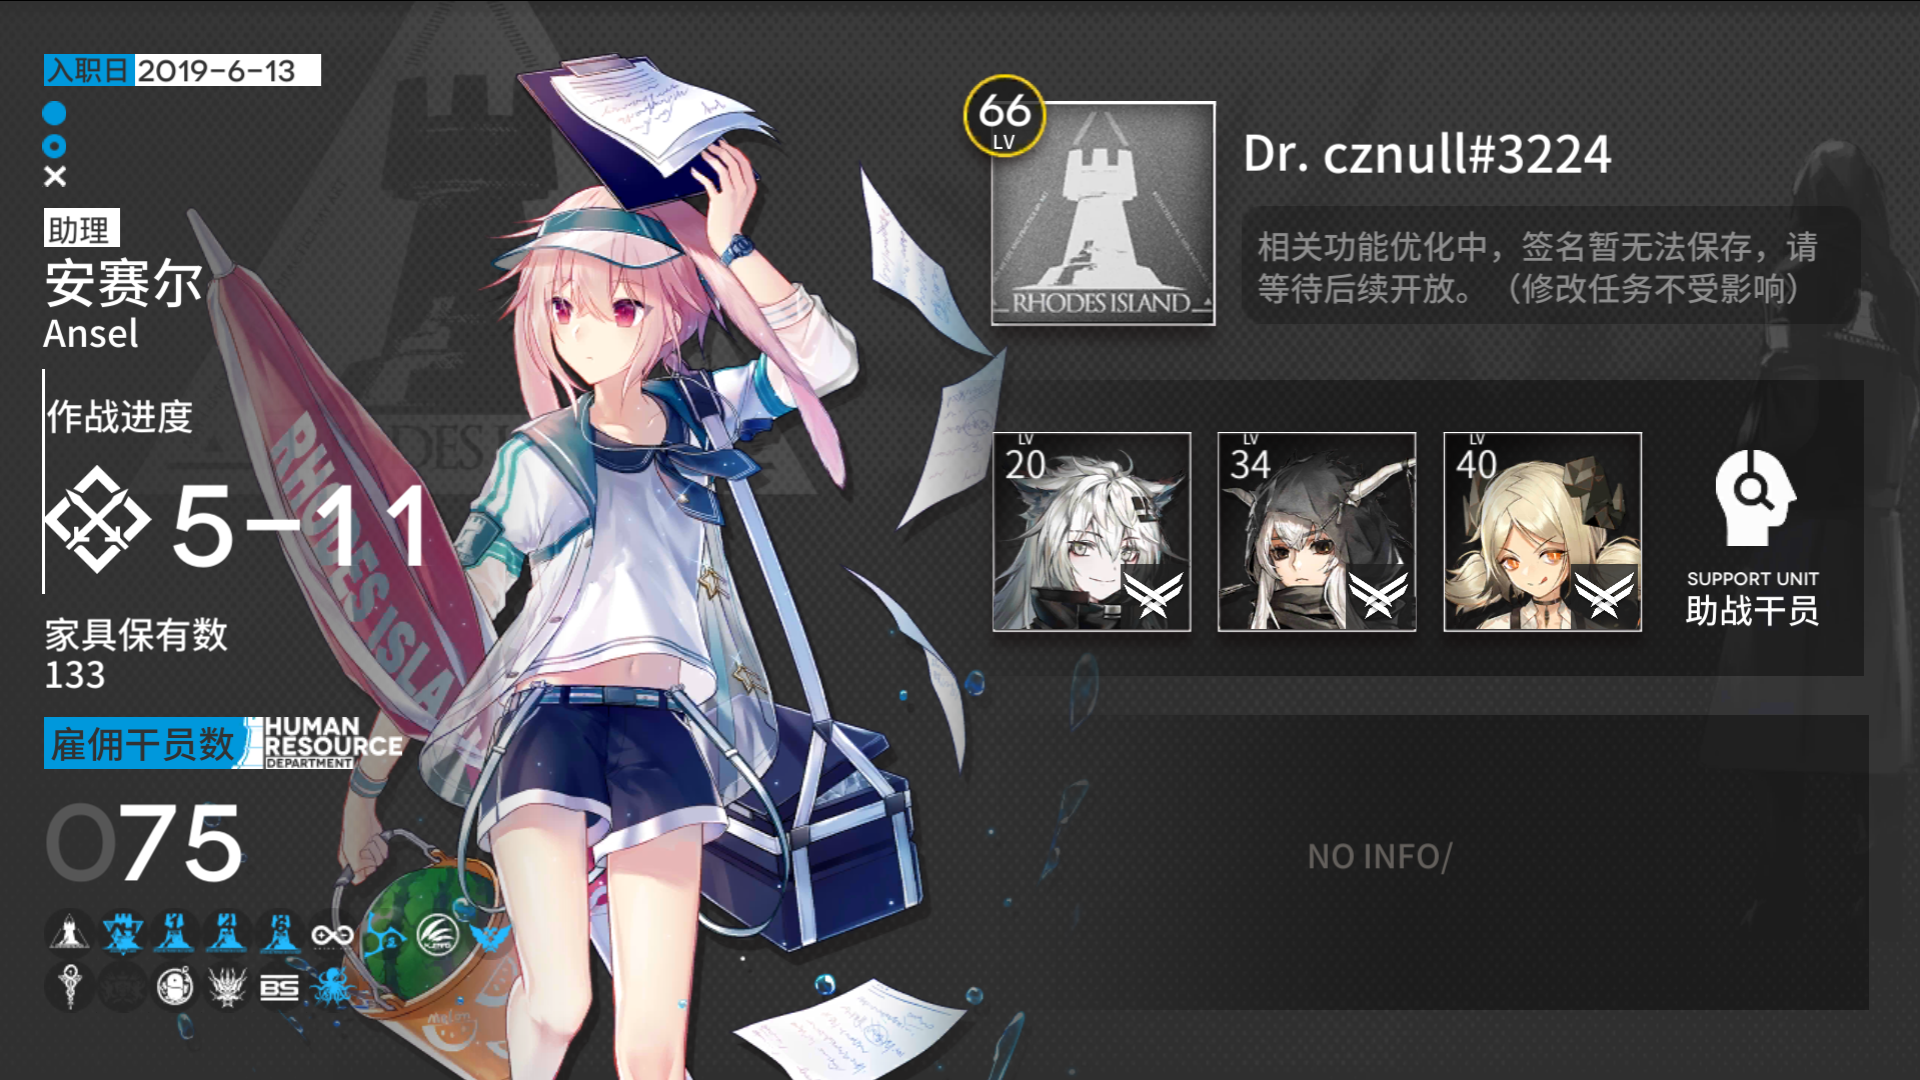 入职日 2019-6-13
助理
安赛尔
Ansel
作战进度
5-11
家具保有数
133
雇佣干员数
HUMAN
RESOURCE
DEPARTMENT
075
BS
RHODES ISLA
Melon
66
LV
RHODES ISLAND
Dr. cznull#3224
相关功能优化中，签名暂无法保存，请
等待后续开放。（修改任务不受影响）
LV
20
LV
34
LV
40
SUPPORT UNIT
助战干员
NO INFO/